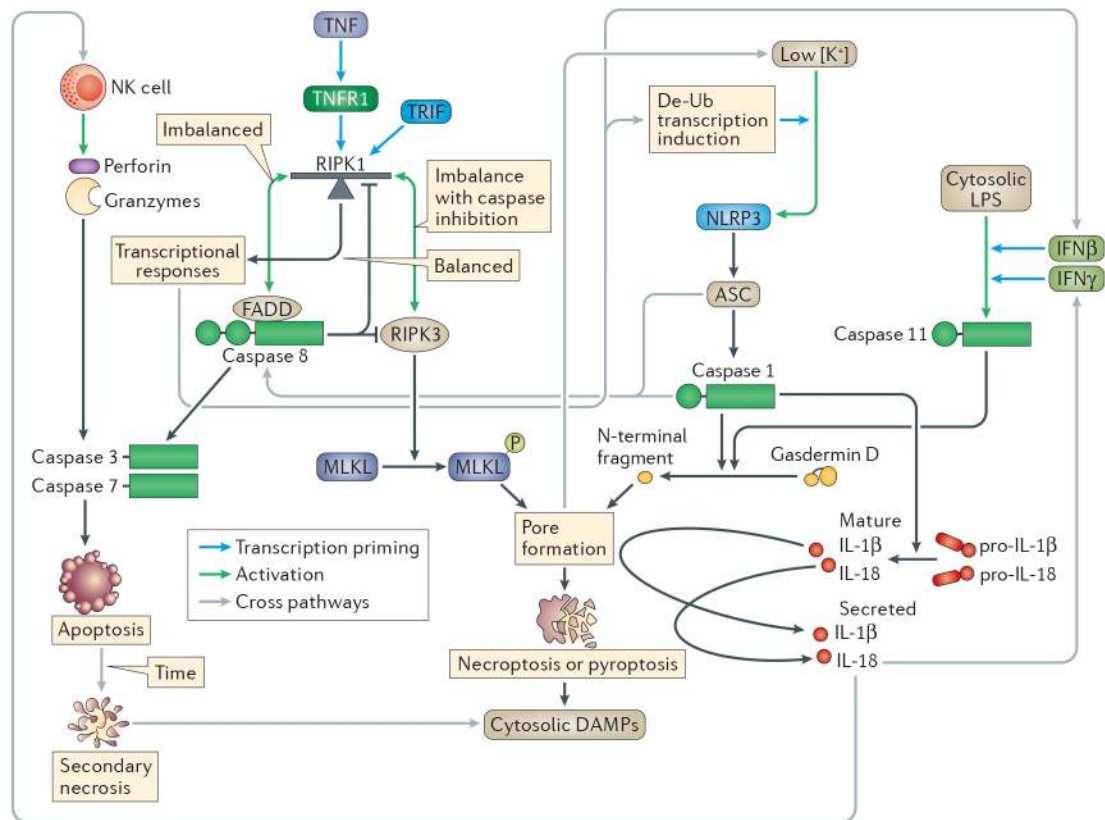 TNF
Low [K⁺]
NK cell
TNFR1
TRIF
De-Ub
transcription
induction
Imbalanced
Perforin
RIPK1
Imbalance
with caspase
inhibition
Granzymes
Cytosolic
LPS
NLRP3
Transcriptional
responses
Balanced
IFNβ
IFNγ
FADD
ASC
RIPK3
Caspase 8
Caspase 11
Caspase 1
P
N-terminal
fragment
Gasdermin D
Caspase 3
MLKL
MLKL
Caspase 7
Pore
formation
Mature
IL-1β
IL-18
pro-IL-1β
pro-IL-18
Transcription priming
Activation
Cross pathways
Apoptosis
Secreted
IL-1β
IL-18
Time
Necroptosis or pyroptosis
Cytosolic DAMPs
Secondary
necrosis